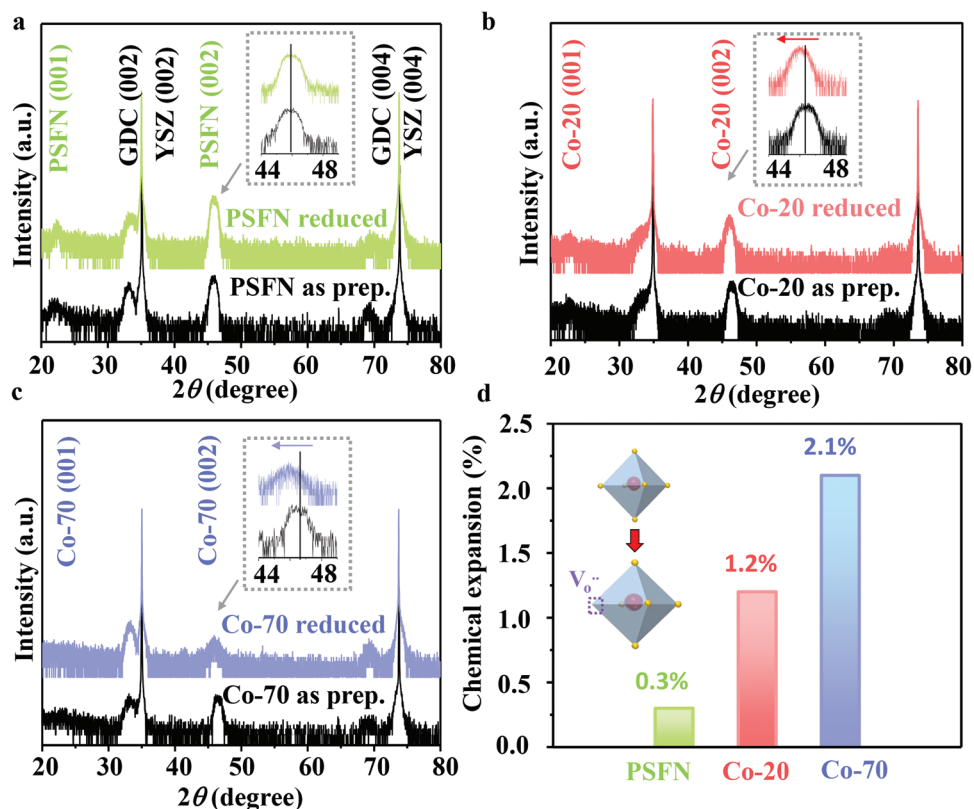 a
PSFN (001)
GDC (002)
YSZ (002)
PSFN (002)
GDC (004)
YSZ (004)
44 48
PSFN reduced
PSFN as prep.
Intensity (a.u.)
20 30 40 50 60 70 80
2θ (degree)
b
Co-20 (001)
Co-20 (002)
44 48
Co-20 reduced
Co-20 as prep.
Intensity (a.u.)
20 30 40 50 60 70 80
2θ (degree)
c
Co-70 (001)
Co-70 (002)
44 48
Co-70 reduced
Co-70 as prep.
Intensity (a.u.)
20 30 40 50 60 70 80
2θ (degree)
d
Chemical expansion (%)
2.5
2.0
1.5
1.0
0.5
0.0
Vo··
0.3%
1.2%
2.1%
PSFN Co-20 Co-70